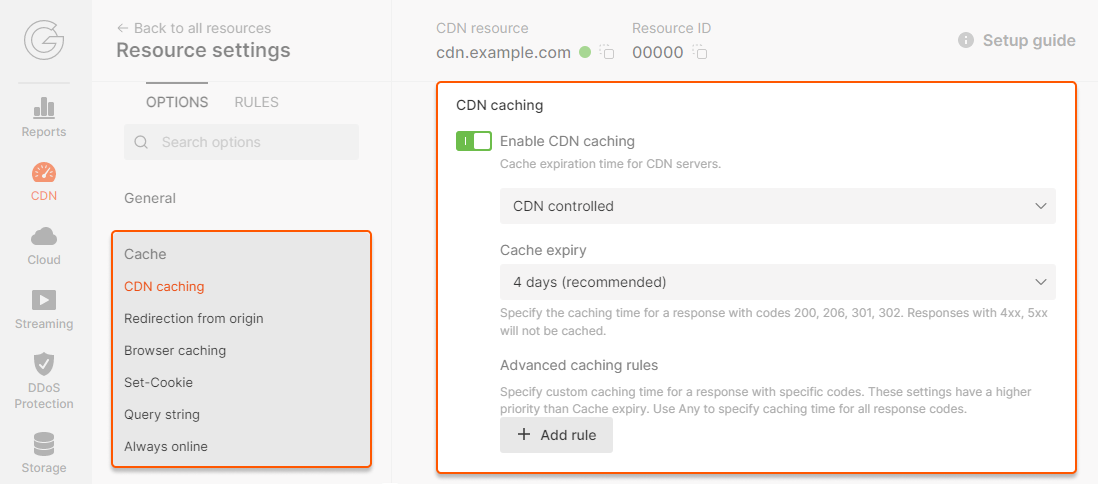 Reports
CDN
Cloud
Streaming
DDoS
Protection
Storage
← Back to all resources
Resource settings
OPTIONS
RULES
Search options
General
Cache
CDN caching
Redirection from origin
Browser caching
Set-Cookie
Query string
Always online
CDN resource
cdn.example.com
Resource ID
00000
Setup guide
CDN caching
Enable CDN caching
Cache expiration time for CDN servers.
CDN controlled
Cache expiry
4 days (recommended)
Specify the caching time for a response with codes 200, 206, 301, 302. Responses with 4xx, 5xx
will not be cached.
Advanced caching rules
Specify custom caching time for a response with specific codes. These settings have a higher
priority than Cache expiry. Use Any to specify caching time for all response codes.
+ Add rule